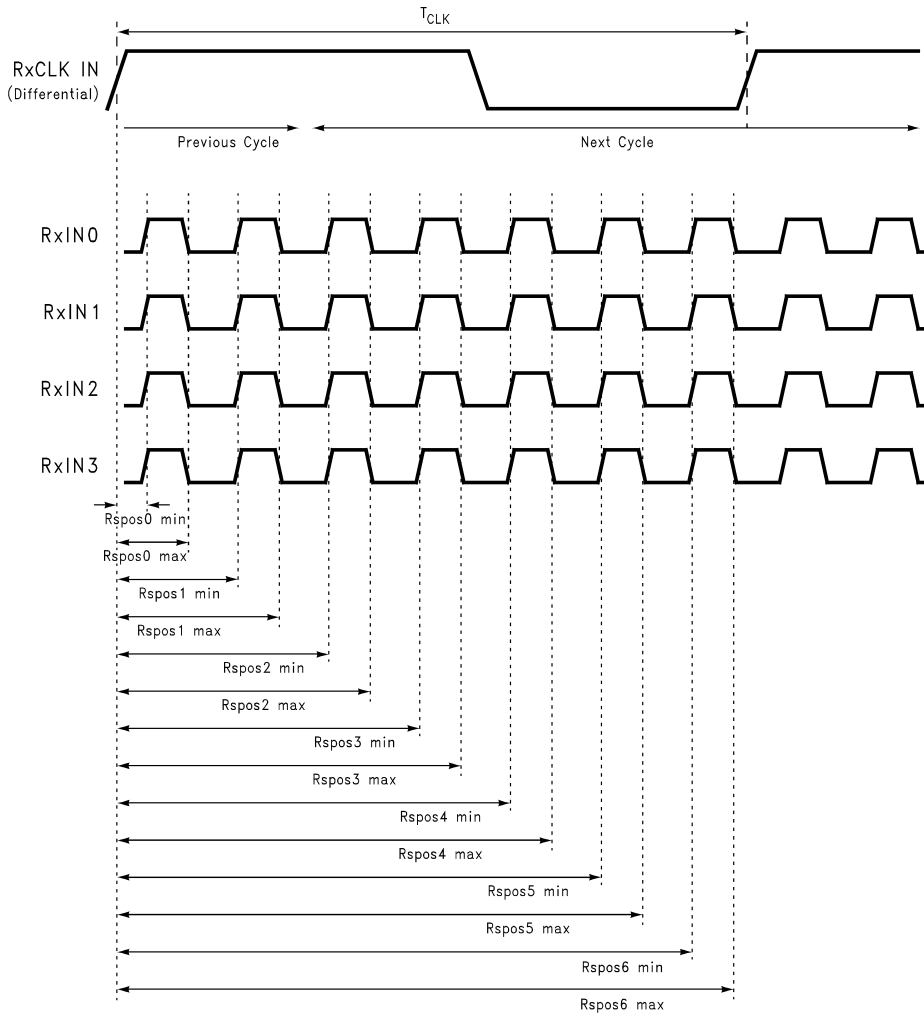 T_CLK
RxCLK IN
(Differential)
Previous Cycle
Next Cycle
RxIN0
RxIN1
RxIN2
RxIN3
Rspos0 min
Rspos0 max
Rspos1 min
Rspos1 max
Rspos2 min
Rspos2 max
Rspos3 min
Rspos3 max
Rspos4 min
Rspos4 max
Rspos5 min
Rspos5 max
Rspos6 min
Rspos6 max